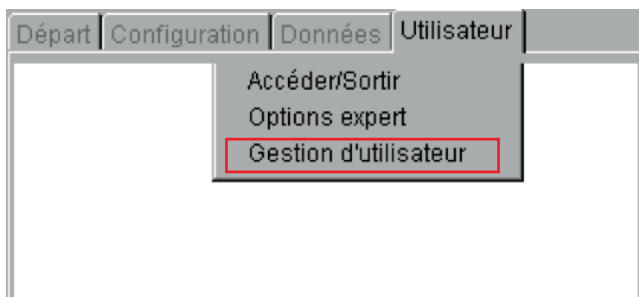 Départ Configuration Données Utilisateur
Accéder/Sortir
Options expert
Gestion d'utilisateur